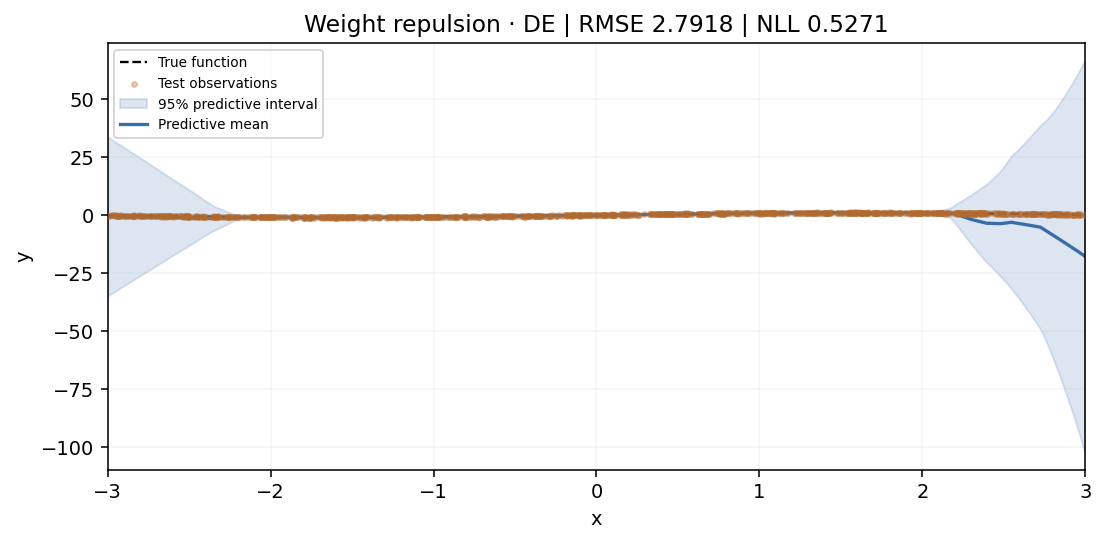 Weight repulsion · DE | RMSE 2.7918 | NLL 0.5271
True function
Test observations
95% predictive interval
Predictive mean
50
25
0
−25
−50
−75
−100
y
−3
−2
−1
0
1
2
3
x